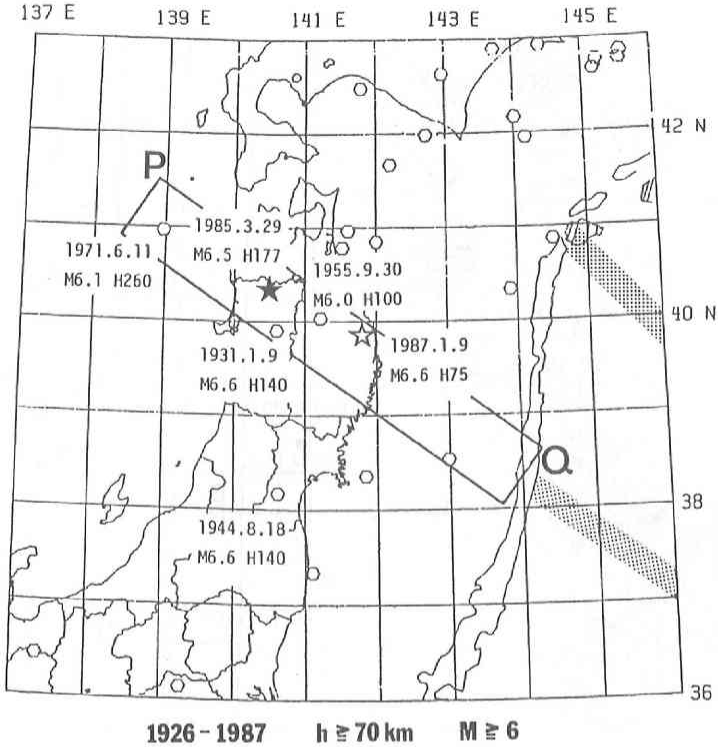 137 E 139 E 141 E 143 E 145 E
42 N
P
1985.3.29
M6.5 H177
1971.6.11
M6.1 H260
1955.9.30
M6.0 H100
40 N
1987.1.9
M6.6 H75
1931.1.9
M6.6 H140
Q
38
1944.8.18
M6.6 H140
36
1926-1987 h≧70km M≧6